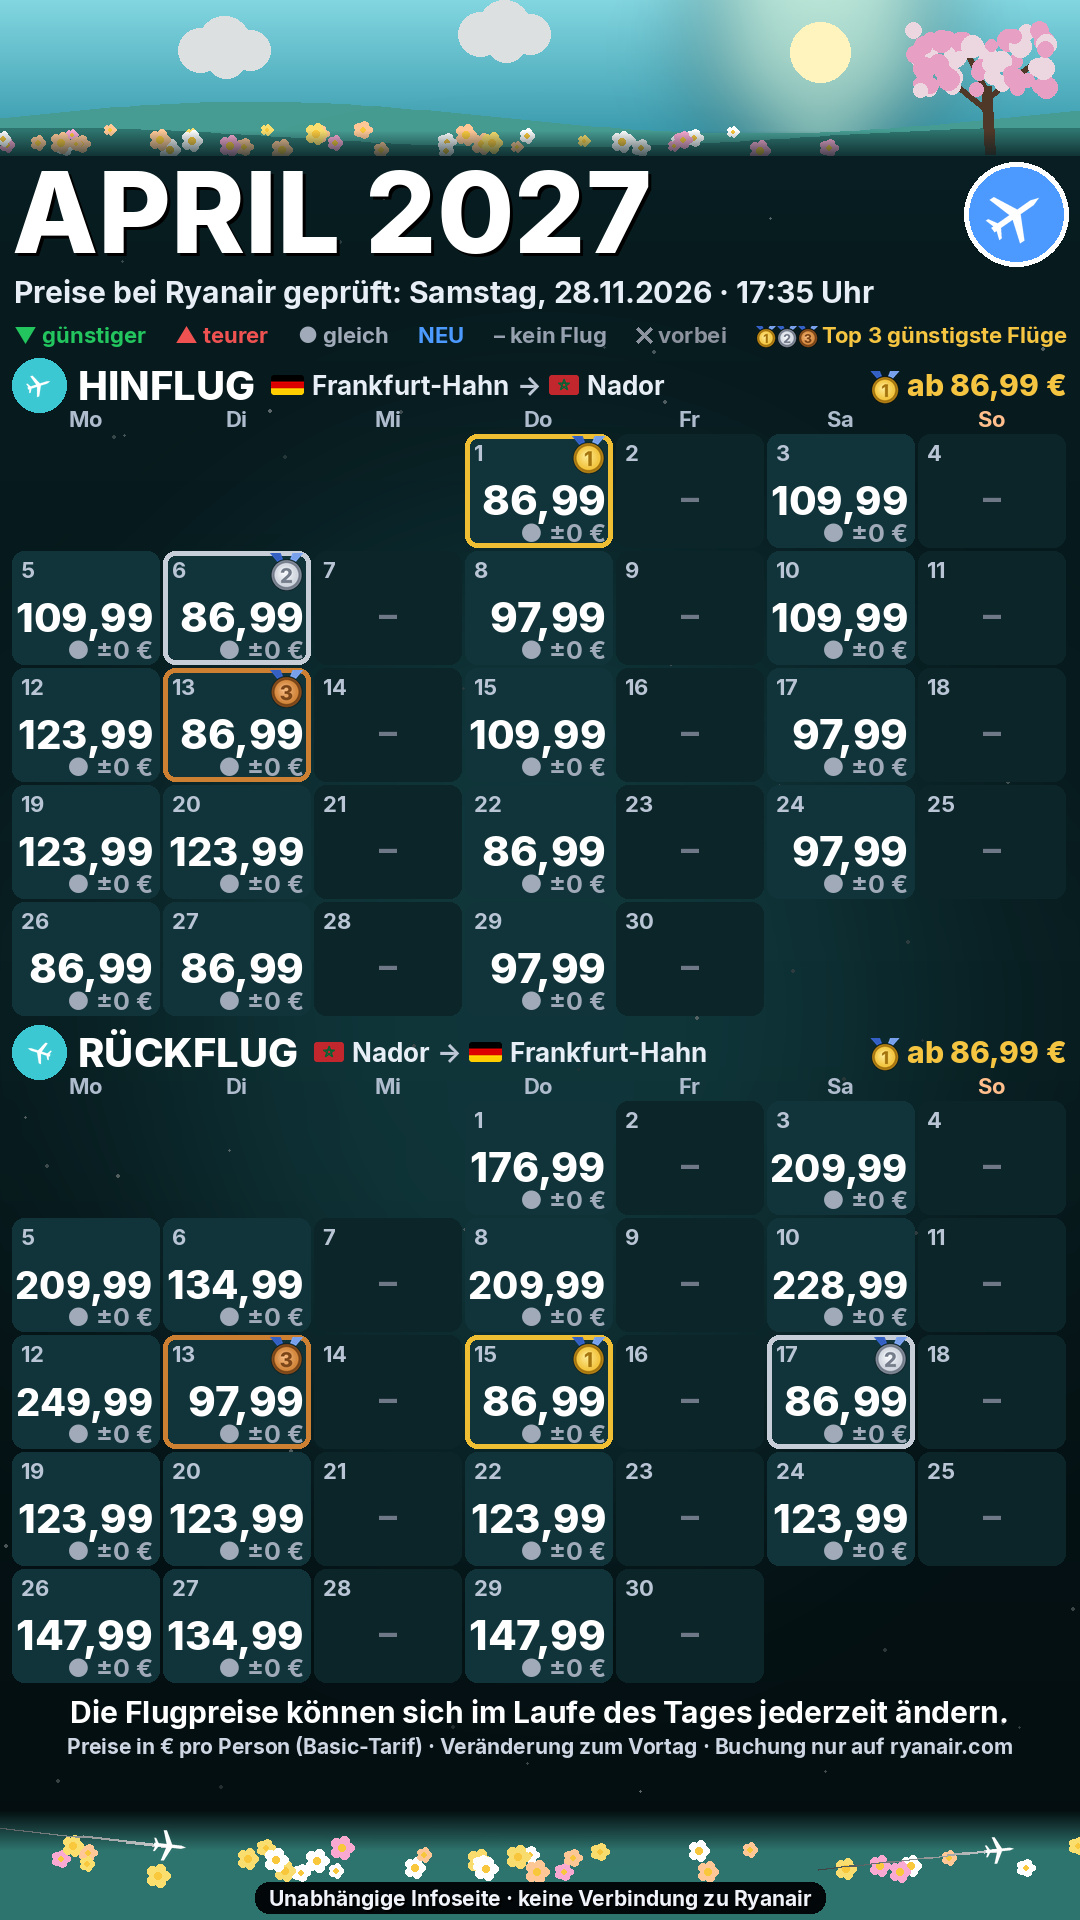 APRIL 2027
Preise bei Ryanair geprüft: Samstag, 28.11.2026 · 17:35 Uhr
▼ günstiger ▲ teurer ● gleich NEU – kein Flug ✕ vorbei 1 2 3 Top 3 günstigste Flüge
HINFLUG Frankfurt-Hahn → Nador 1 ab 86,99 €
Mo Di Mi Do Fr Sa So
1 1 2 3 4
86,99 – 109,99 –
● ±0 € ● ±0 €
5 6 2 7 8 9 10 11
109,99 86,99 – 97,99 – 109,99 –
● ±0 € ● ±0 € ● ±0 € ● ±0 €
12 13 3 14 15 16 17 18
123,99 86,99 – 109,99 – 97,99 –
● ±0 € ● ±0 € ● ±0 € ● ±0 €
19 20 21 22 23 24 25
123,99 123,99 – 86,99 – 97,99 –
● ±0 € ● ±0 € ● ±0 € ● ±0 €
26 27 28 29 30
86,99 86,99 – 97,99 –
● ±0 € ● ±0 € ● ±0 €
RÜCKFLUG Nador → Frankfurt-Hahn 1 ab 86,99 €
Mo Di Mi Do Fr Sa So
1 2 3 4
176,99 – 209,99 –
● ±0 € ● ±0 €
5 6 7 8 9 10 11
209,99 134,99 – 209,99 – 228,99 –
● ±0 € ● ±0 € ● ±0 € ● ±0 €
12 13 3 14 15 1 16 17 2 18
249,99 97,99 – 86,99 – 86,99 –
● ±0 € ● ±0 € ● ±0 € ● ±0 €
19 20 21 22 23 24 25
123,99 123,99 – 123,99 – 123,99 –
● ±0 € ● ±0 € ● ±0 € ● ±0 €
26 27 28 29 30
147,99 134,99 – 147,99 –
● ±0 € ● ±0 € ● ±0 €
Die Flugpreise können sich im Laufe des Tages jederzeit ändern.
Preise in € pro Person (Basic-Tarif) · Veränderung zum Vortag · Buchung nur auf ryanair.com
Unabhängige Infoseite · keine Verbindung zu Ryanair